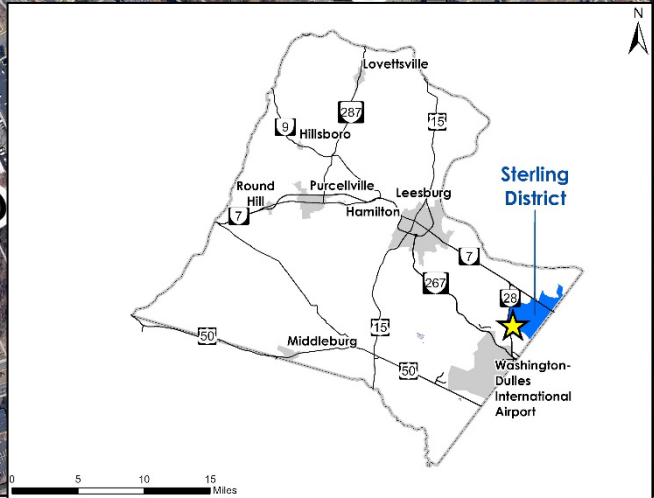 N
Lovettsville
287
15
9
Hillsboro
Sterling
District
Round
Hill
Purcellville
Leesburg
Hamilton
7
7
267
28
50
15
Middleburg
50
Washington-
Dulles
International
Airport
0 5 10 15
Miles